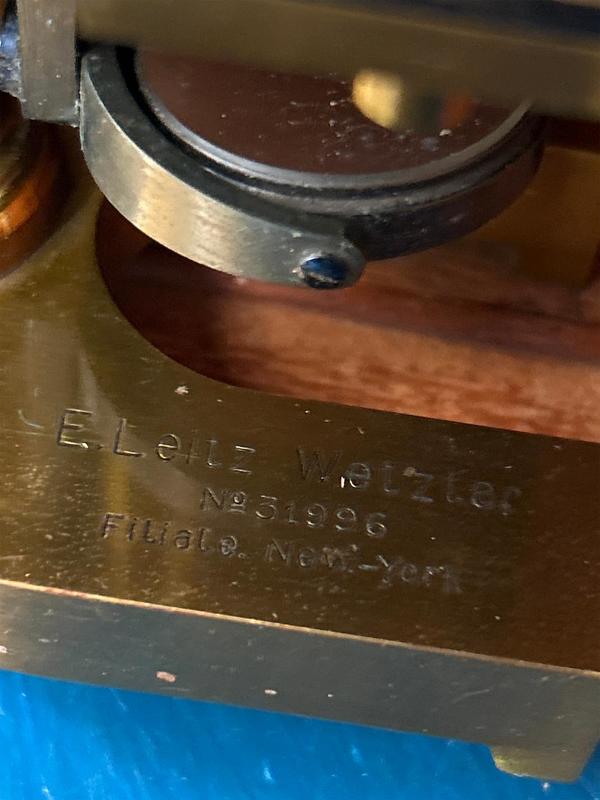 E. Leitz Wetzlar
No 31996
Filiale. New-York